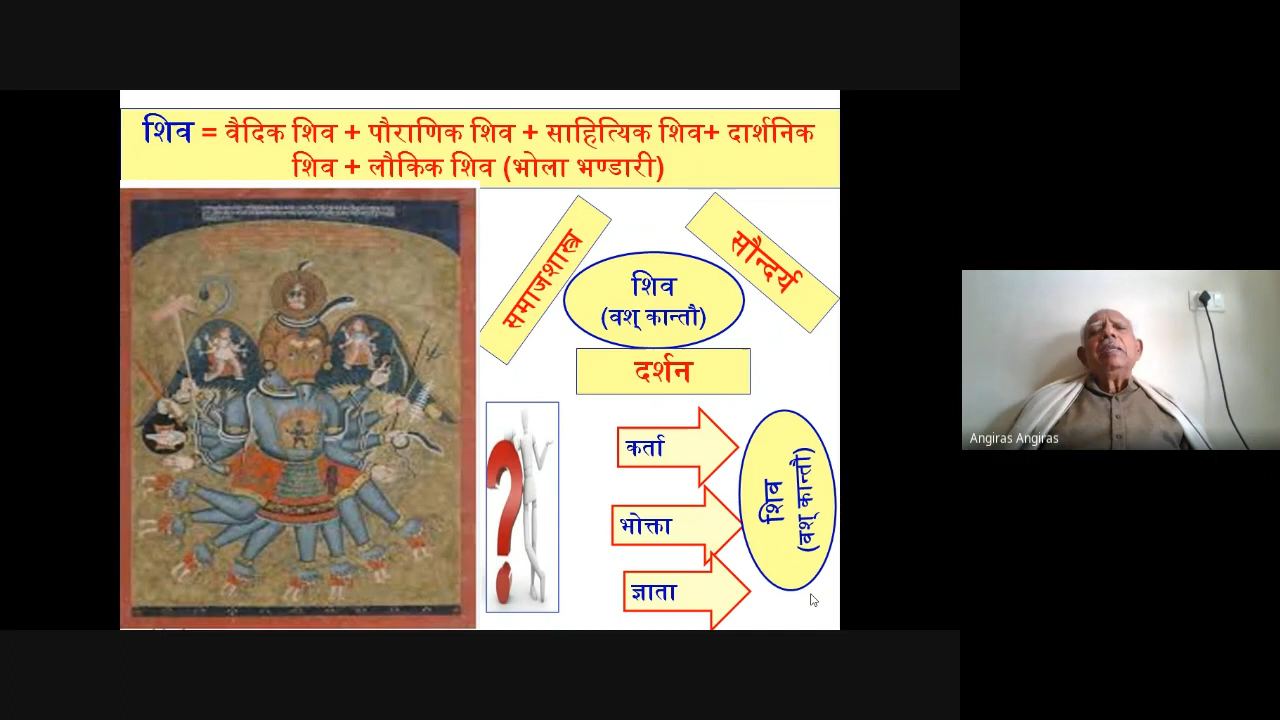 शिव = वैदिक शिव + पौराणिक शिव + साहित्यिक शिव+ दार्शनिक
शिव + लौकिक शिव (भोला भण्डारी)
समाजशास्त्र
सौन्दर्य
शिव
(वश् कान्तौ)
दर्शन
कर्ता
भोक्ता
ज्ञाता
शिव
(वश् कान्तौ)
?
Angiras Angiras